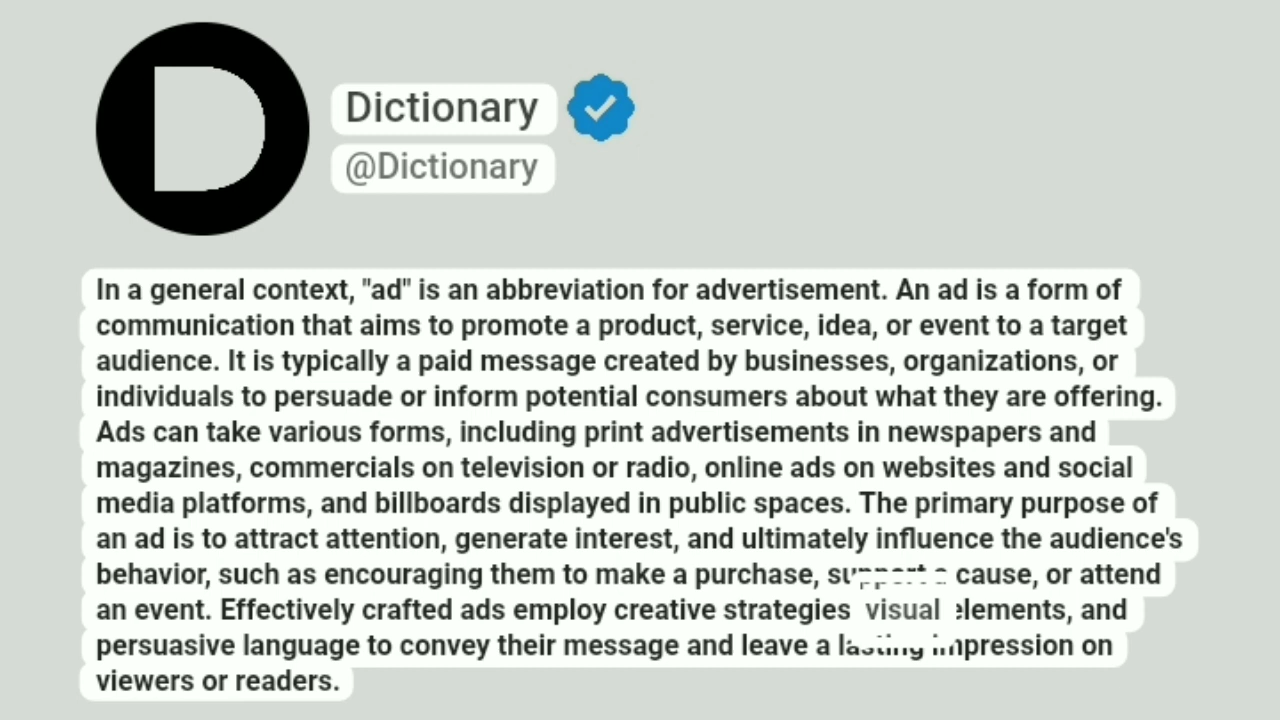 D
Dictionary
@Dictionary
In a general context, "ad" is an abbreviation for advertisement. An ad is a form of
communication that aims to promote a product, service, idea, or event to a target
audience. It is typically a paid message created by businesses, organizations, or
individuals to persuade or inform potential consumers about what they are offering.
Ads can take various forms, including print advertisements in newspapers and
magazines, commercials on television or radio, online ads on websites and social
media platforms, and billboards displayed in public spaces. The primary purpose of
an ad is to attract attention, generate interest, and ultimately influence the audience's
behavior, such as encouraging them to make a purchase, support a cause, or attend
an event. Effectively crafted ads employ creative strategies visual elements, and
persuasive language to convey their message and leave a lasting impression on
viewers or readers.